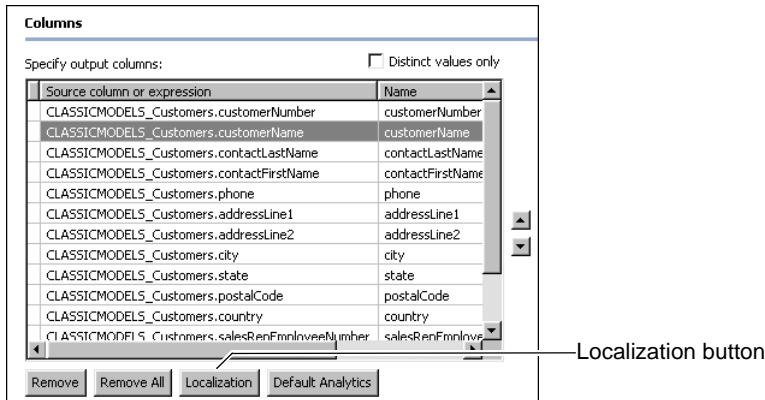 Columns
Specify output columns: Distinct values only
Source column or expression Name
CLASSICMODELS_Customers.customerNumber customerNumber
CLASSICMODELS_Customers.customerName customerName
CLASSICMODELS_Customers.contactLastName contactLastName
CLASSICMODELS_Customers.contactFirstName contactFirstName
CLASSICMODELS_Customers.phone phone
CLASSICMODELS_Customers.addressLine1 addressLine1
CLASSICMODELS_Customers.addressLine2 addressLine2
CLASSICMODELS_Customers.city city
CLASSICMODELS_Customers.state state
CLASSICMODELS_Customers.postalCode postalCode
CLASSICMODELS_Customers.country country
CLASSICMODELS_Customers.salesRepEmployeeNumber salesRepEmploye
Localization button
Remove Remove All Localization Default Analytics